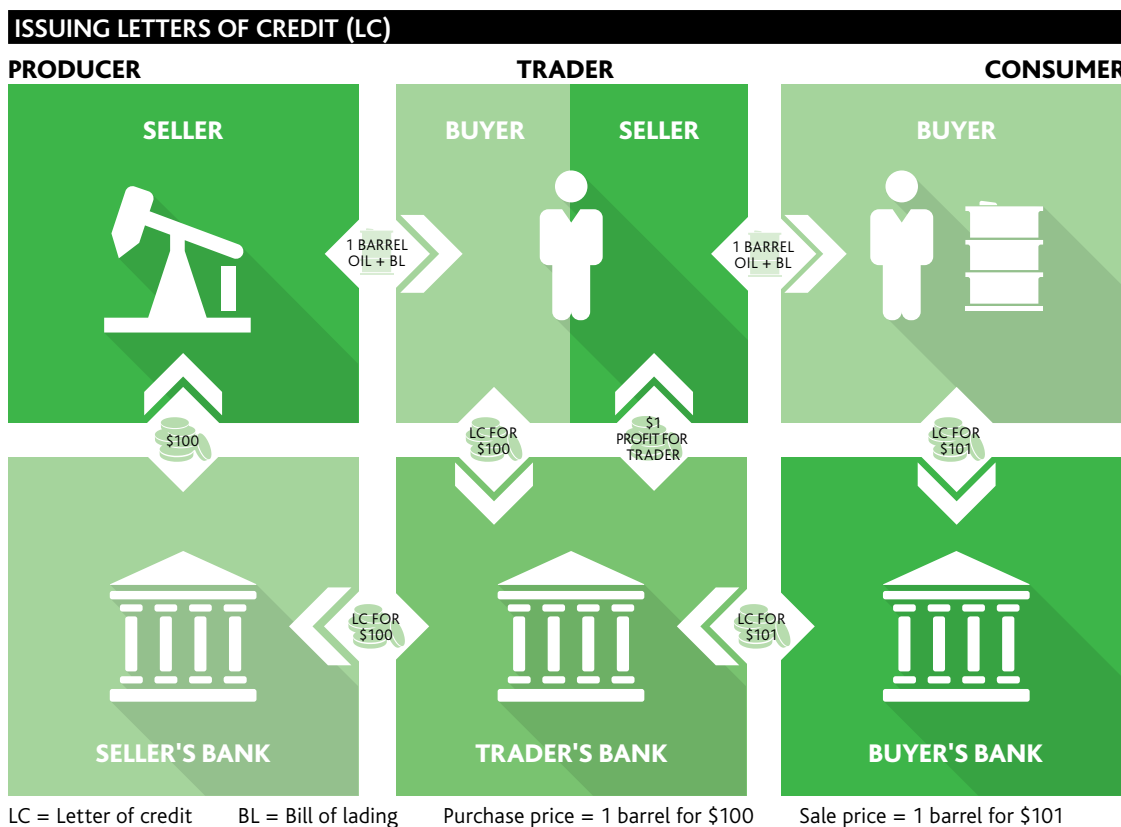 ISSUING LETTERS OF CREDIT (LC)
PRODUCER
TRADER
CONSUMER
SELLER
BUYER
SELLER
BUYER
1 BARREL
OIL + BL
1 BARREL
OIL + BL
$100
LC FOR
$100
$1
PROFIT FOR
TRADER
LC FOR
$101
LC FOR
$100
LC FOR
$101
SELLER'S BANK
TRADER'S BANK
BUYER'S BANK
LC = Letter of credit
BL = Bill of lading
Purchase price = 1 barrel for $100
Sale price = 1 barrel for $101